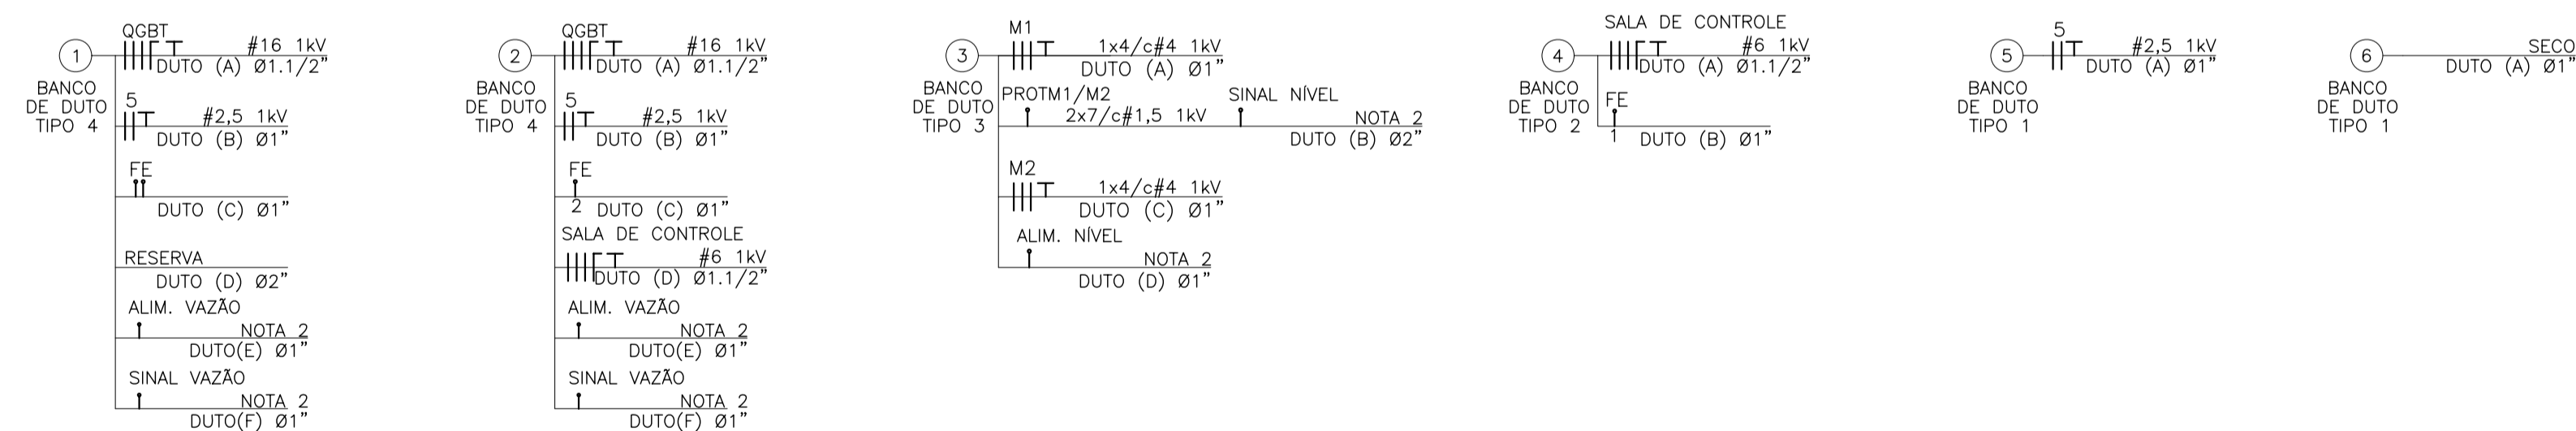 1
BANCO
DE DUTO
TIPO 4
QGBT
#16 1kV
DUTO (A) Ø1.1/2”
5
#2,5 1kV
DUTO (B) Ø1”
FE
DUTO (C) Ø1”
RESERVA
DUTO (D) Ø2”
ALIM. VAZÃO
NOTA 2
DUTO(E) Ø1”
SINAL VAZÃO
NOTA 2
DUTO(F) Ø1”
2
BANCO
DE DUTO
TIPO 4
QGBT
#16 1kV
DUTO (A) Ø1.1/2”
5
#2,5 1kV
DUTO (B) Ø1”
FE
2
DUTO (C) Ø1”
SALA DE CONTROLE
#6 1kV
DUTO (D) Ø1.1/2”
ALIM. VAZÃO
NOTA 2
DUTO(E) Ø1”
SINAL VAZÃO
NOTA 2
DUTO(F) Ø1”
3
BANCO
DE DUTO
TIPO 3
M1
1x4/c#4 1kV
DUTO (A) Ø1”
PROTM1/M2
2x7/c#1,5 1kV
SINAL NÍVEL
NOTA 2
DUTO (B) Ø2”
M2
1x4/c#4 1kV
DUTO (C) Ø1”
ALIM. NÍVEL
NOTA 2
DUTO (D) Ø1”
4
BANCO
DE DUTO
TIPO 2
SALA DE CONTROLE
#6 1kV
DUTO (A) Ø1.1/2”
FE
1
DUTO (B) Ø1”
5
BANCO
DE DUTO
TIPO 1
5
#2,5 1kV
DUTO (A) Ø1”
6
BANCO
DE DUTO
TIPO 1
SECO
DUTO (A) Ø1”